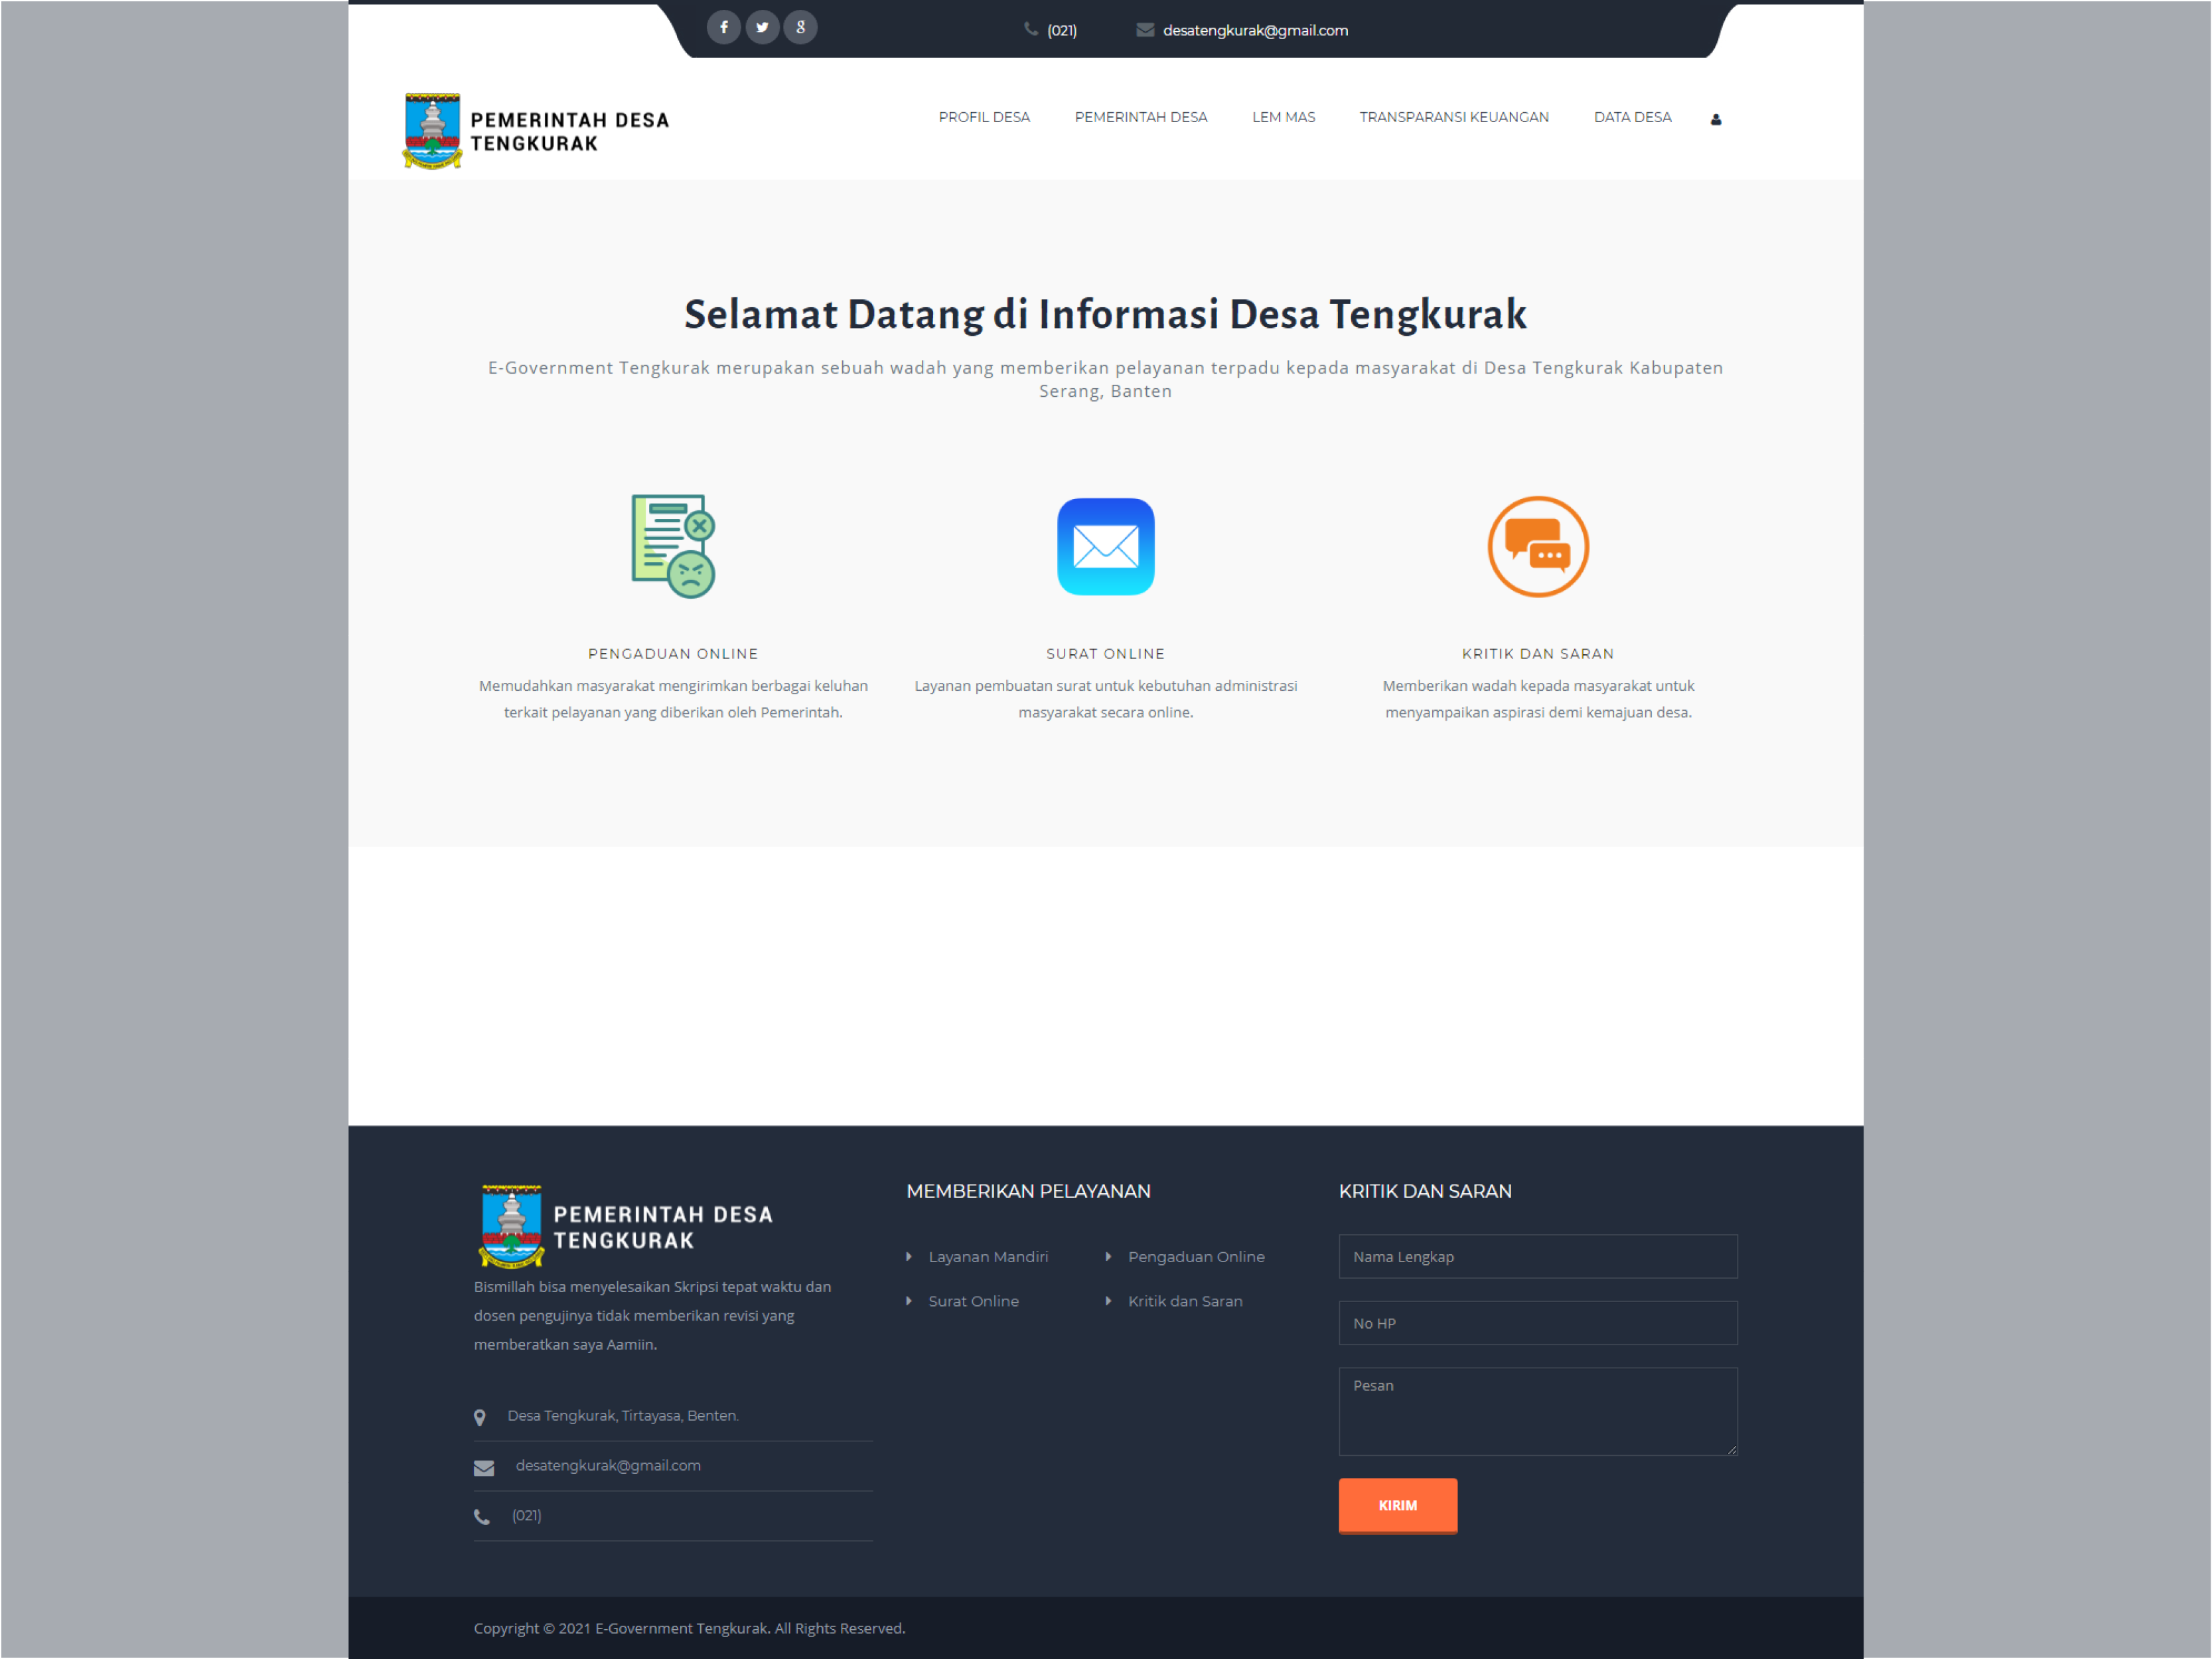 (021)
desatengkurak@gmail.com
PEMERINTAH DESA
TENGKURAK
PROFIL DESA
PEMERINTAH DESA
LEM MAS
TRANSPARANSI KEUANGAN
DATA DESA
Selamat Datang di Informasi Desa Tengkurak
E-Government Tengkurak merupakan sebuah wadah yang memberikan pelayanan terpadu kepada masyarakat di Desa Tengkurak Kabupaten
Serang, Banten
PENGADUAN ONLINE
Memudahkan masyarakat mengirimkan berbagai keluhan
terkait pelayanan yang diberikan oleh Pemerintah.
SURAT ONLINE
Layanan pembuatan surat untuk kebutuhan administrasi
masyarakat secara online.
KRITIK DAN SARAN
Memberikan wadah kepada masyarakat untuk
menyampaikan aspirasi demi kemajuan desa.
PEMERINTAH DESA
TENGKURAK
Bismillah bisa menyelesaikan Skripsi tepat waktu dan
dosen pengujinya tidak memberikan revisi yang
memberatkan saya Aamiin.
Desa Tengkurak, Tirtayasa, Benten.
desatengkurak@gmail.com
(021)
MEMBERIKAN PELAYANAN
Layanan Mandiri
Pengaduan Online
Surat Online
Kritik dan Saran
KRITIK DAN SARAN
Nama Lengkap
No HP
Pesan
KIRIM
Copyright © 2021 E-Government Tengkurak. All Rights Reserved.